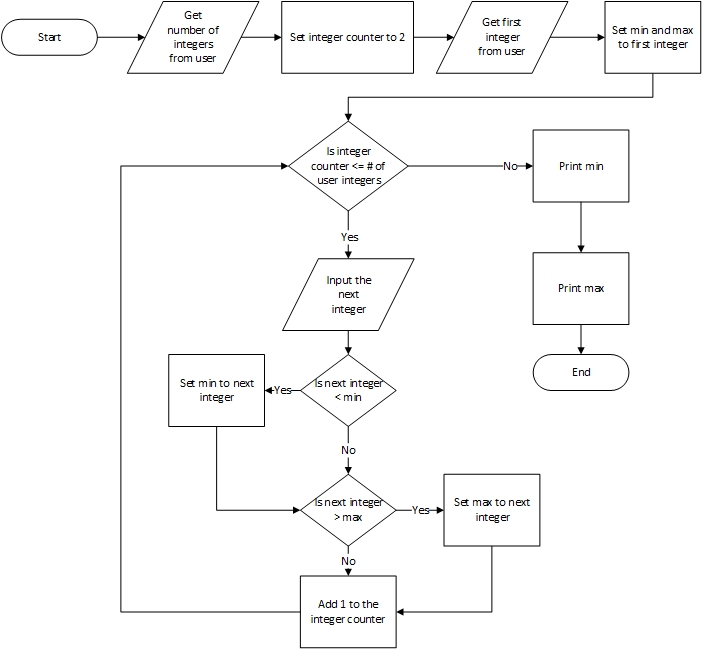 Start
Get
number of
integers
from user
Set integer counter to 2
Get first
integer
from user
Set min and max
to first integer
Is integer
counter <= # of
user integers
No
Print min
Yes
Input the
next
integer
Print max
Set min to next
integer
Yes
Is next integer
< min
End
No
Is next integer
> max
Yes
Set max to next
integer
No
Add 1 to the
integer counter